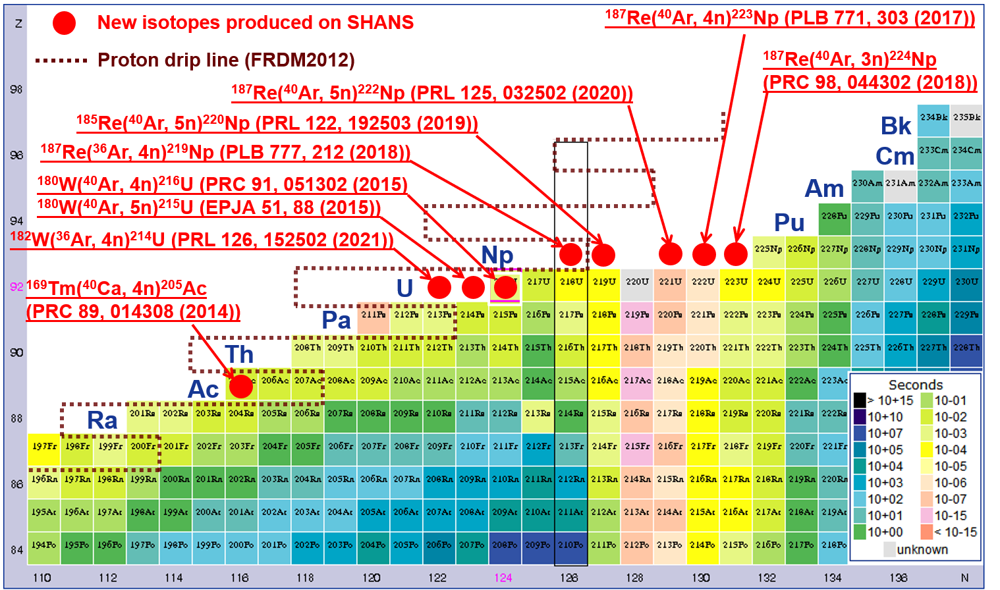 Z
New isotopes produced on SHANS
Proton drip line (FRDM2012)
¹⁸⁷Re(⁴⁰Ar, 4n)²²³Np (PLB 771, 303 (2017))
¹⁸⁷Re(⁴⁰Ar, 3n)²²⁴Np
(PRC 98, 044302 (2018))
98
¹⁸⁷Re(⁴⁰Ar, 5n)²²²Np (PRL 125, 032502 (2020))
¹⁸⁵Re(⁴⁰Ar, 5n)²²⁰Np (PRL 122, 192503 (2019))
Bk 234Bk 235Bk
¹⁸⁷Re(³⁶Ar, 4n)²¹⁹Np (PLB 777, 212 (2018))
96 Cm 233Cm 234Cm
¹⁸⁰W(⁴⁰Ar, 4n)²¹⁶U (PRC 91, 051302 (2015)
Am 230Am 231Am 232Am 233Am
¹⁸⁰W(⁴⁰Ar, 5n)²¹⁵U (EPJA 51, 88 (2015))
94 Pu 228Pu 229Pu 230Pu 231Pu 232Pu
¹⁸²W(³⁶Ar, 4n)²¹⁴U (PRL 126, 152502 (2021))
Np 225Np 226Np 227Np 228Np 229Np 230Np 231Np
92 U 217U 218U 219U 220U 221U 222U 223U 224U 225U 226U 227U 228U 229U 230U
¹⁶⁹Tm(⁴⁰Ca, 4n)²⁰⁵Ac
(PRC 89, 014308 (2014))
Pa 211Pa 212Pa 213Pa 214Pa 215Pa 216Pa 217Pa 218Pa 219Pa 220Pa 221Pa 222Pa 223Pa 224Pa 225Pa 226Pa 227Pa 228Pa 229Pa
90 Th 208Th 209Th 210Th 211Th 212Th 213Th 214Th 215Th 216Th 217Th 218Th 219Th 220Th 221Th 222Th 223Th 224Th 225Th 226Th 227Th 228Th
Ac 206Ac 207Ac 208Ac 209Ac 210Ac 211Ac 212Ac 213Ac 214Ac 215Ac 216Ac 217Ac 218Ac 219Ac 220Ac 221Ac 222Ac 223Ac
88 Ra 201Ra 202Ra 203Ra 204Ra 205Ra 206Ra 207Ra 208Ra 209Ra 210Ra 211Ra 212Ra 213Ra 214Ra 215Ra 216Ra 217Ra 218Ra 219Ra 220Ra 221Ra 222Ra
197Fr 198Fr 199Fr 200Fr 201Fr 202Fr 203Fr 204Fr 205Fr 206Fr 207Fr 208Fr 209Fr 210Fr 211Fr 212Fr 213Fr 214Fr 215Fr 216Fr 217Fr 218Fr 219Fr 220Fr 221Fr
86 196Rn 197Rn 198Rn 199Rn 200Rn 201Rn 202Rn 203Rn 204Rn 205Rn 206Rn 207Rn 208Rn 209Rn 210Rn 211Rn 212Rn 213Rn 214Rn 215Rn 216Rn 217Rn 218Rn 219Rn 220Rn
195At 196At 197At 198At 199At 200At 201At 202At 203At 204At 205At 206At 207At 208At 209At 210At 211At 212At 213At 214At 215At 216At 217At 218At 219At
84 194Po 195Po 196Po 197Po 198Po 199Po 200Po 201Po 202Po 203Po 204Po 205Po 206Po 207Po 208Po 209Po 210Po 211Po 212Po 213Po 214Po 215Po 216Po 217Po 218Po
110 112 114 116 118 120 122 124 126 128 130 132 134 136 N
Seconds
> 10+15 10-01
10+10 10-02
10+07 10-03
10+05 10-04
10+04 10-05
10+03 10-06
10+02 10-07
10+01 10-15
10+00 < 10-15
unknown